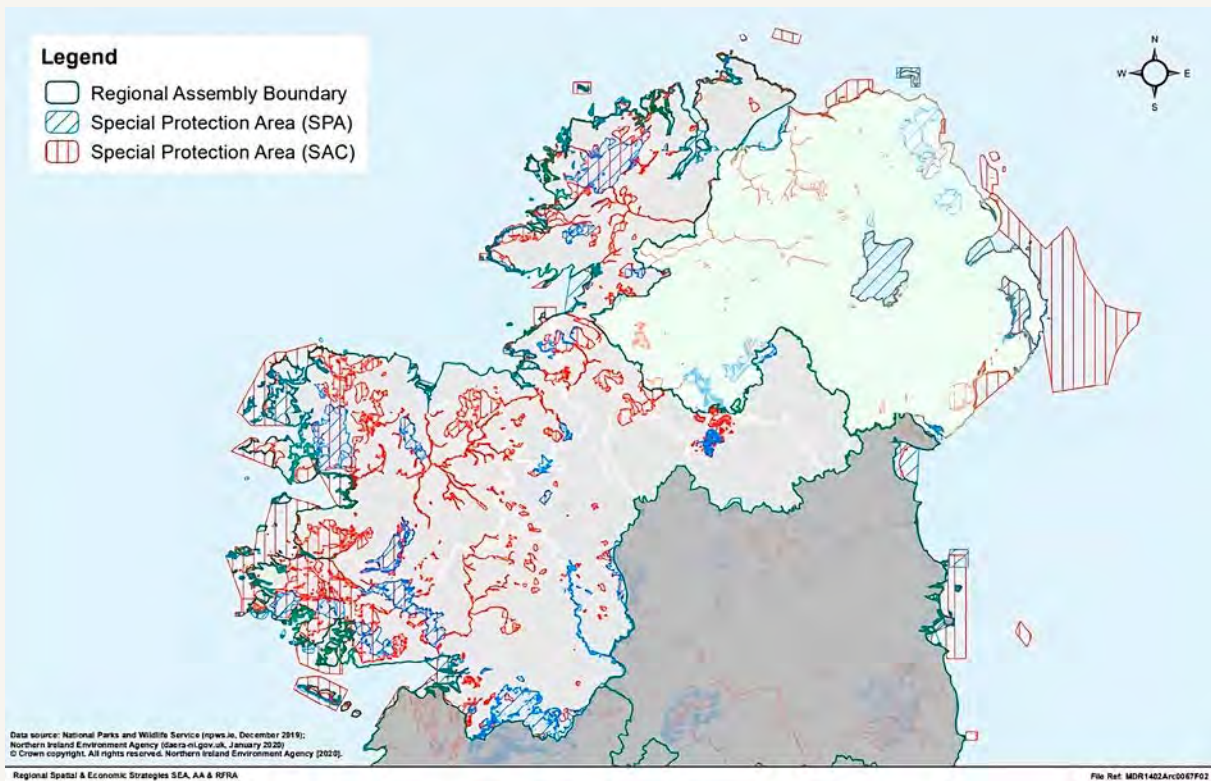 Legend
Regional Assembly Boundary
Special Protection Area (SPA)
Special Protection Area (SAC)
N
W E
S
Data source: National Parks and Wildlife Service (npws.ie, December 2019);
Northern Ireland Environment Agency (daera-ni.gov.uk, January 2020)
© Crown copyright. All rights reserved. Northern Ireland Environment Agency [2020].
Regional Spatial & Economic Strategies SEA, AA & RFRA
File Ref: MDR1402Arc0067F02